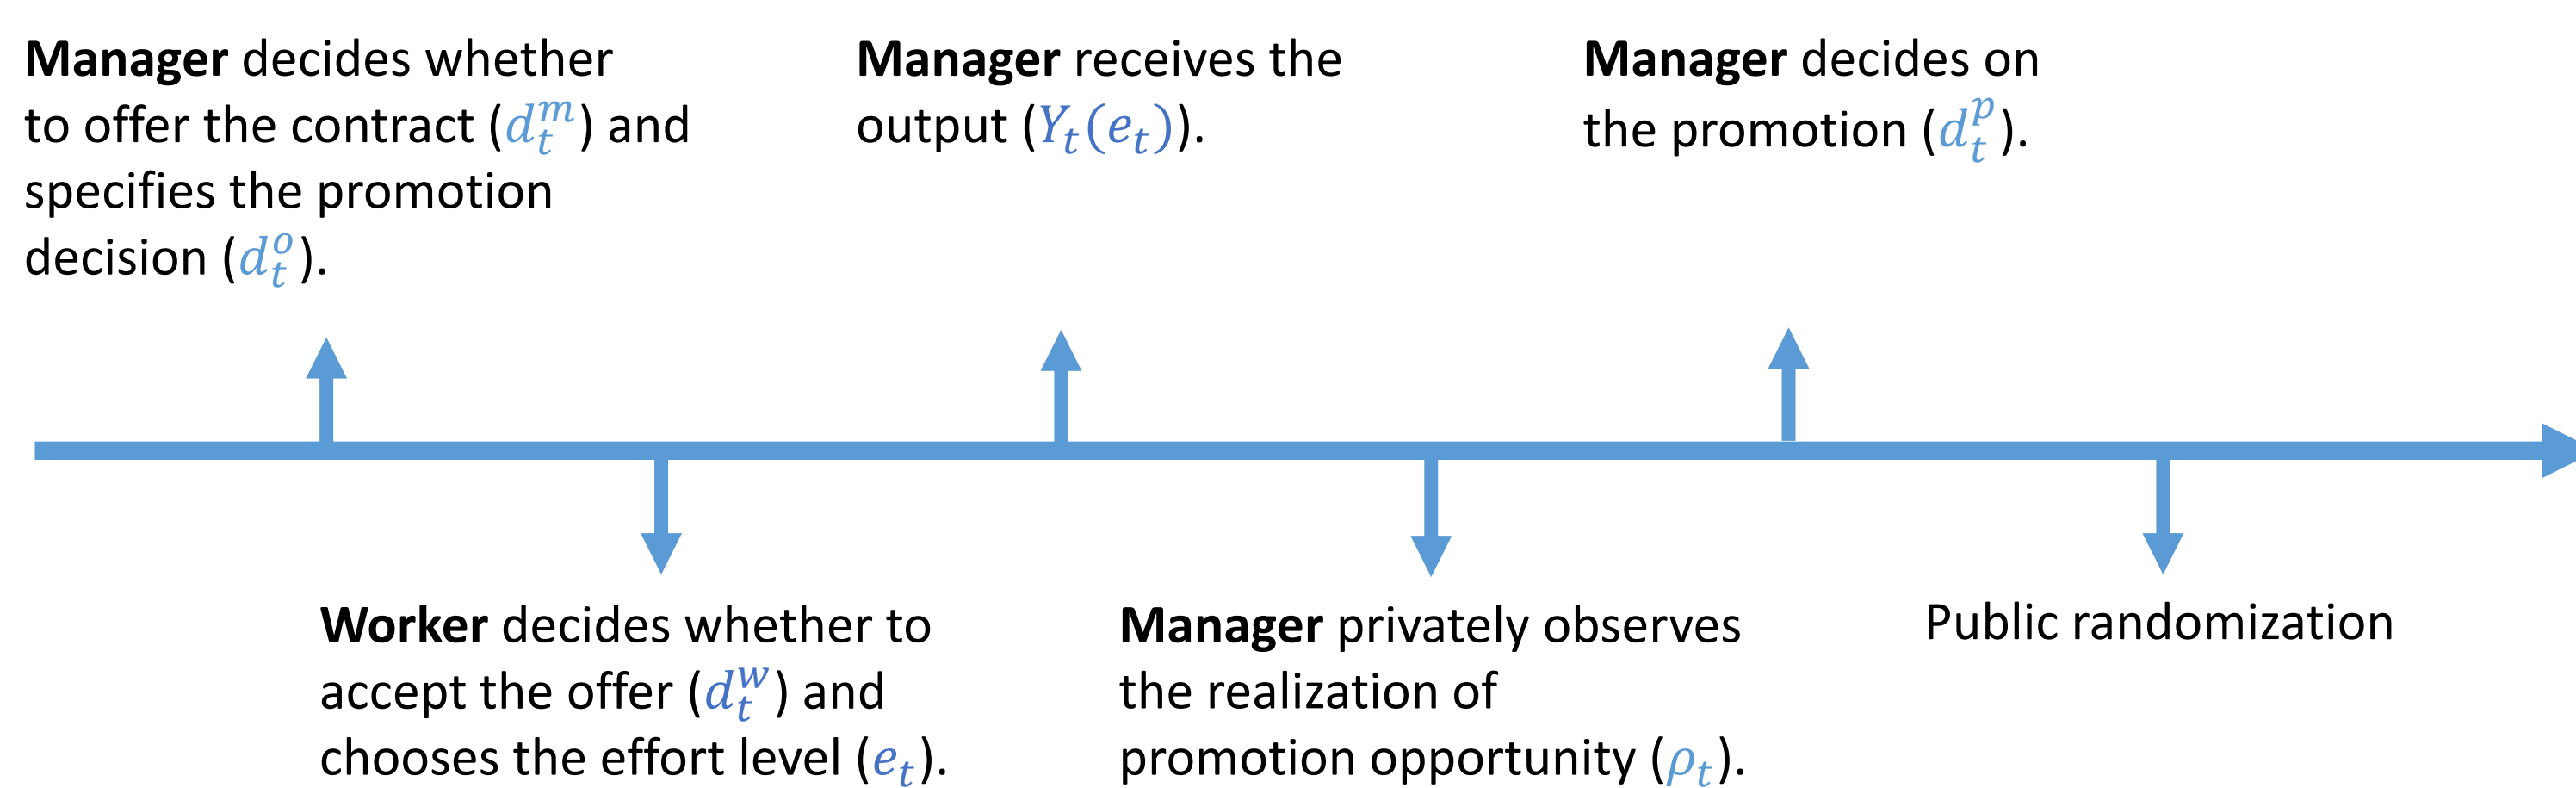 Manager decides whether
to offer the contract (d_t^m) and
specifies the promotion
decision (d_t^o).
Worker decides whether to
accept the offer (d_t^w) and
chooses the effort level (e_t).
Manager receives the
output (Y_t(e_t)).
Manager privately observes
the realization of
promotion opportunity (ρ_t).
Manager decides on
the promotion (d_t^p).
Public randomization